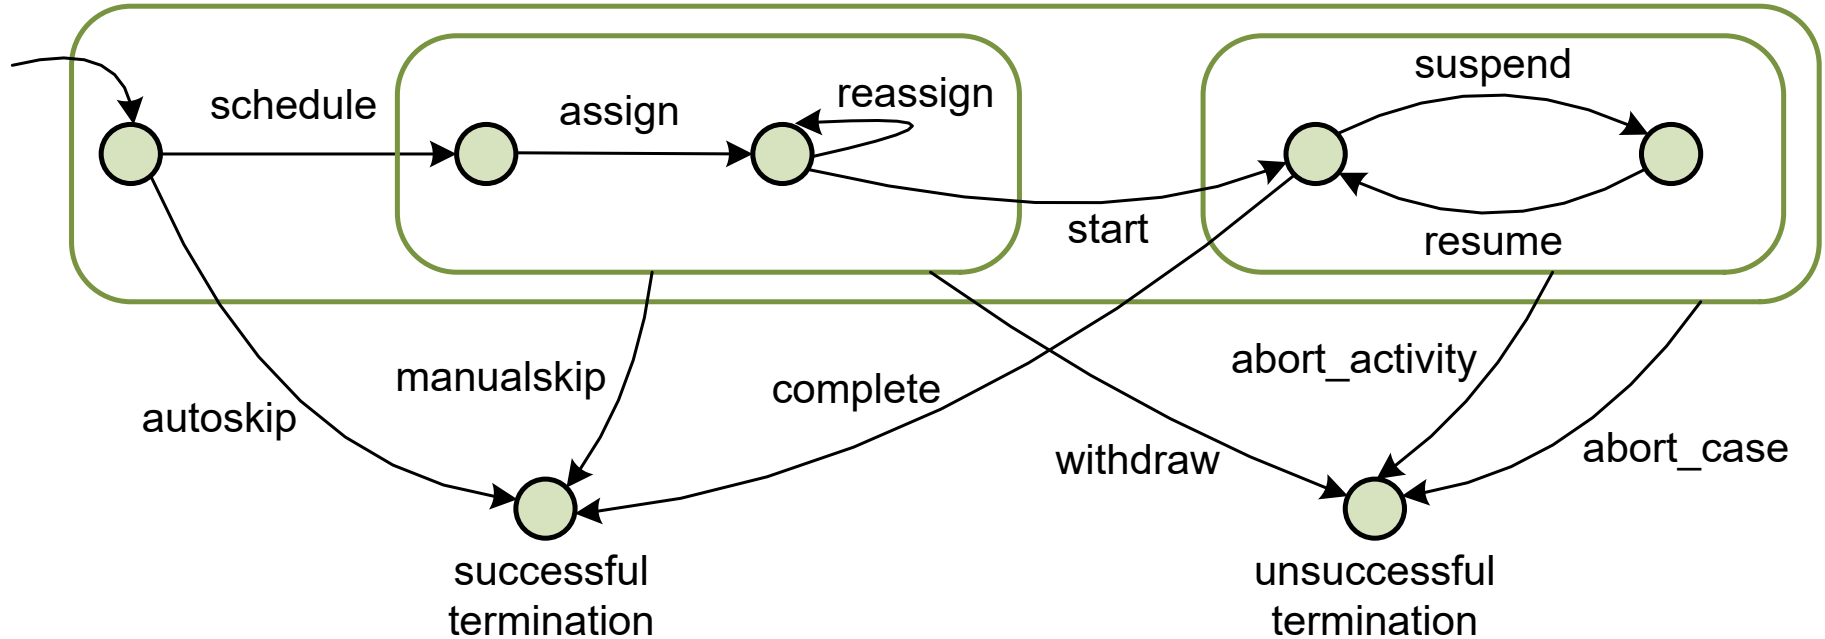 suspend
reassign
schedule
assign
start
resume
abort_activity
manualskip
complete
autoskip
abort_case
withdraw
successful
termination
unsuccessful
termination